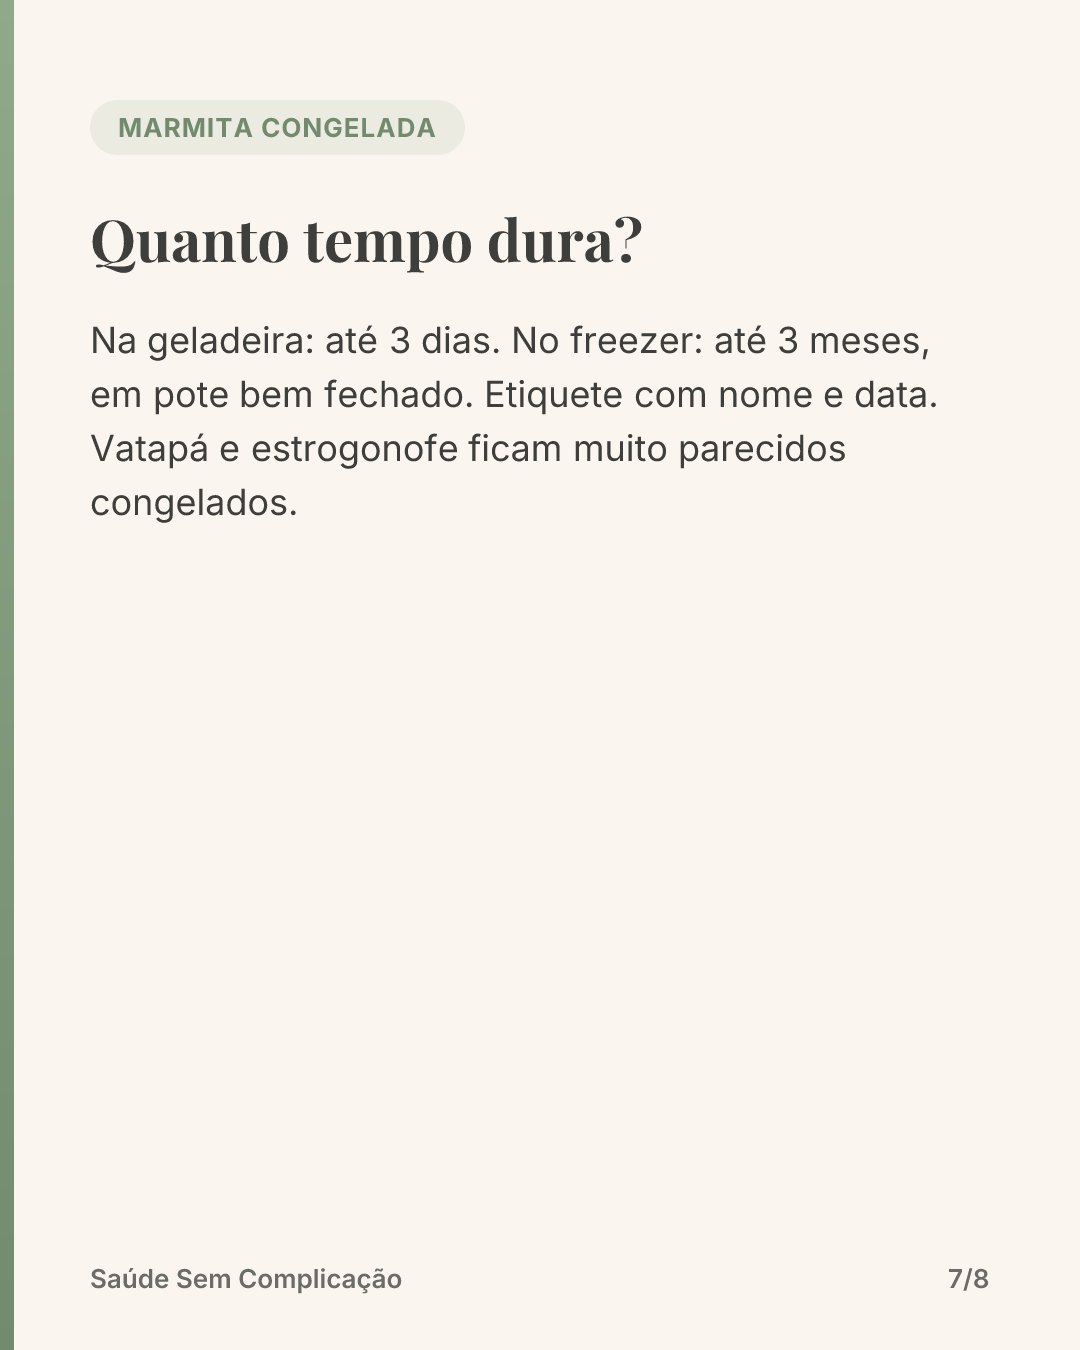 MARMITA CONGELADA
Quanto tempo dura?
Na geladeira: até 3 dias. No freezer: até 3 meses,
em pote bem fechado. Etiquete com nome e data.
Vatapá e estrogonofe ficam muito parecidos
congelados.
Saúde Sem Complicação
7/8